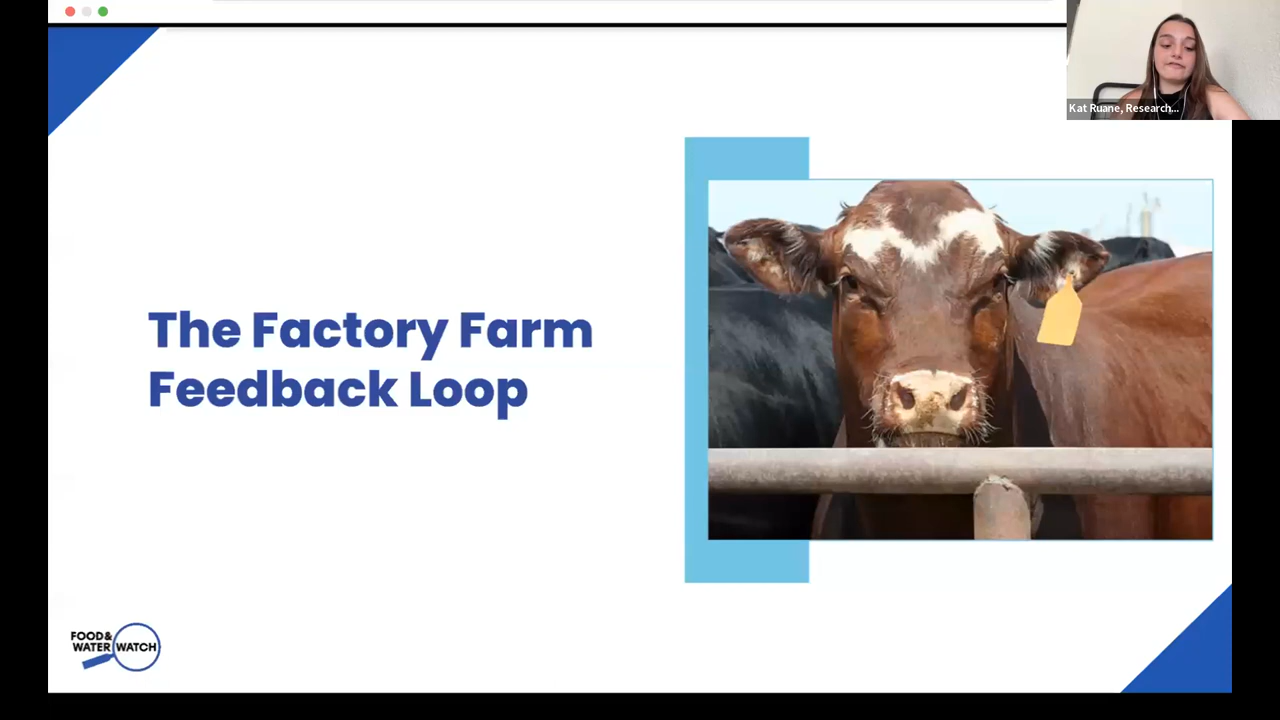 Kat Ruane, Research...
The Factory Farm
Feedback Loop
FOOD&
WATER WATCH